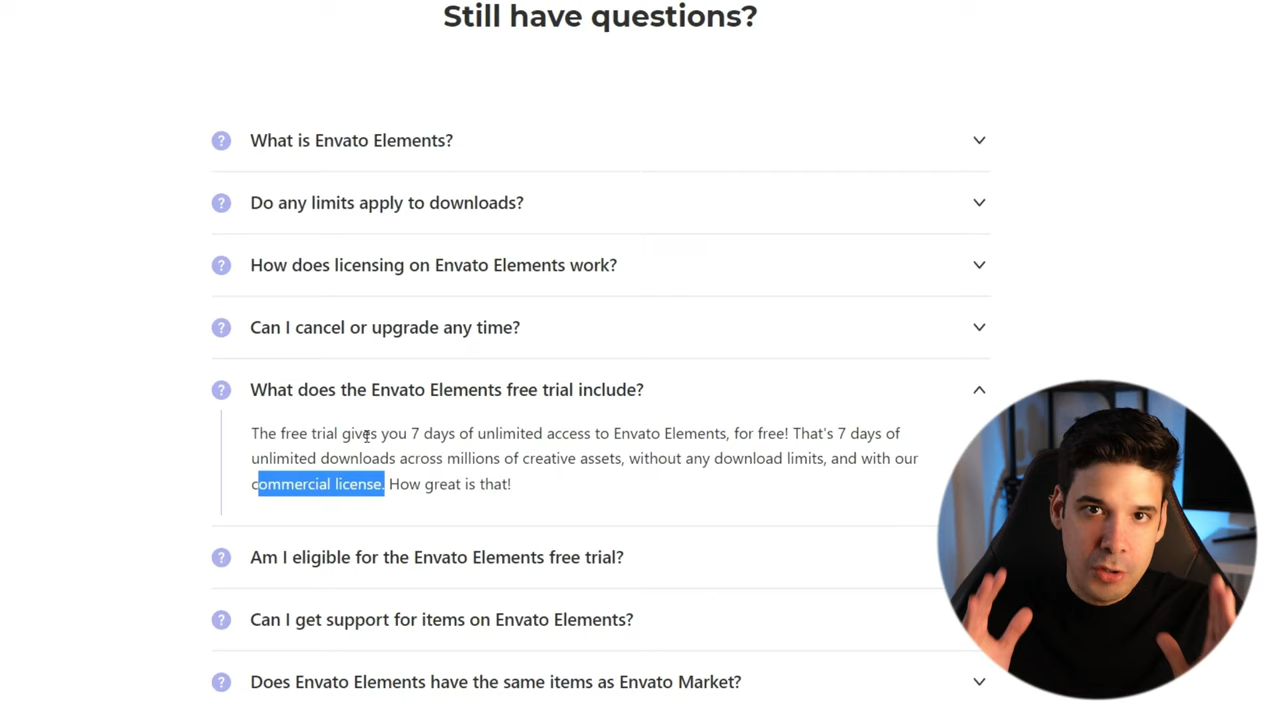 Still have questions?
What is Envato Elements?
Do any limits apply to downloads?
How does licensing on Envato Elements work?
Can I cancel or upgrade any time?
What does the Envato Elements free trial include?
The free trial gives you 7 days of unlimited access to Envato Elements, for free! That's 7 days of
unlimited downloads across millions of creative assets, without any download limits, and with our
commercial license. How great is that!
Am I eligible for the Envato Elements free trial?
Can I get support for items on Envato Elements?
Does Envato Elements have the same items as Envato Market?